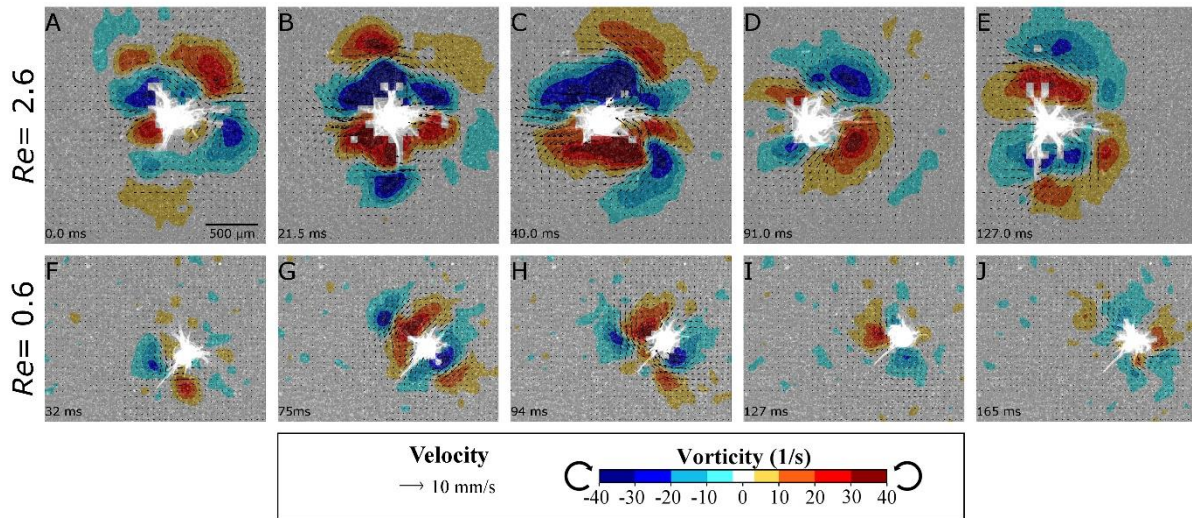 A B C D E
Re= 2.6
0.0 ms 500 µm 21.5 ms 40.0 ms 91.0 ms 127.0 ms
F G H I J
Re= 0.6
32 ms 75ms 94 ms 127 ms 165 ms
Velocity Vorticity (1/s)
10 mm/s
-40 -30 -20 -10 0 10 20 30 40